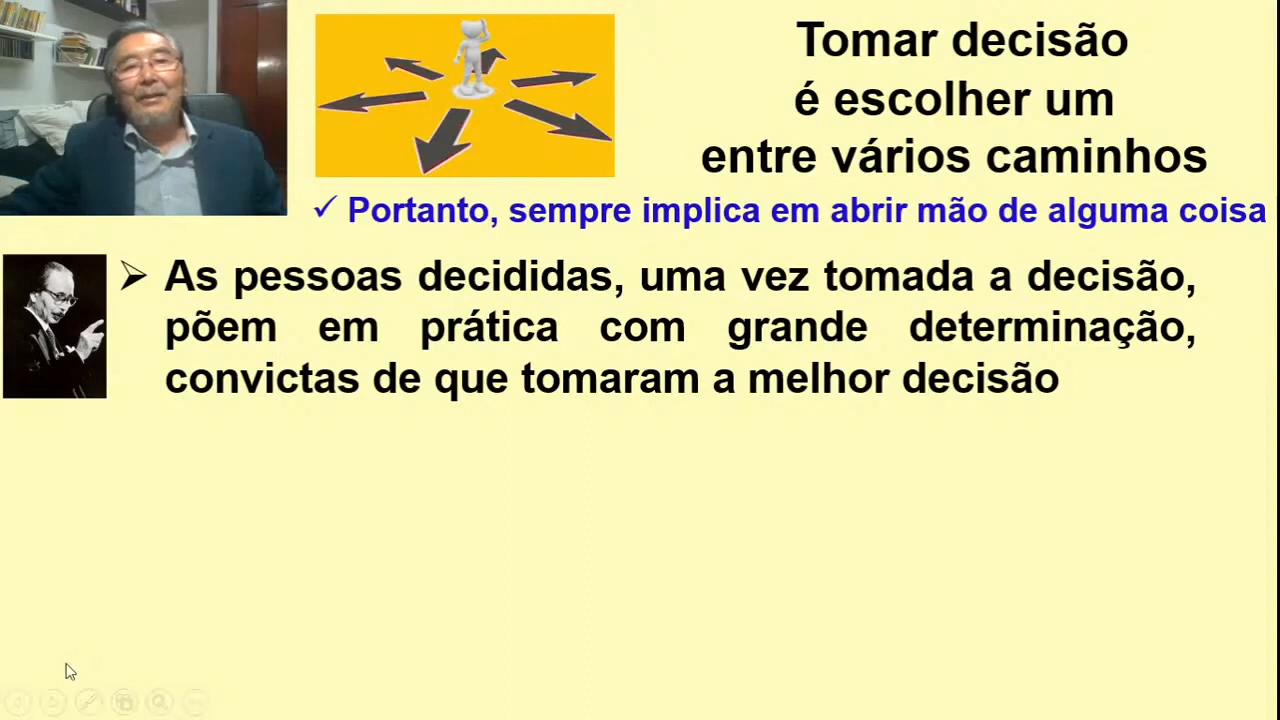 Tomar decisão
é escolher um
entre vários caminhos
✓ Portanto, sempre implica em abrir mão de alguma coisa
➢ As pessoas decididas, uma vez tomada a decisão,
põem em prática com grande determinação,
convictas de que tomaram a melhor decisão